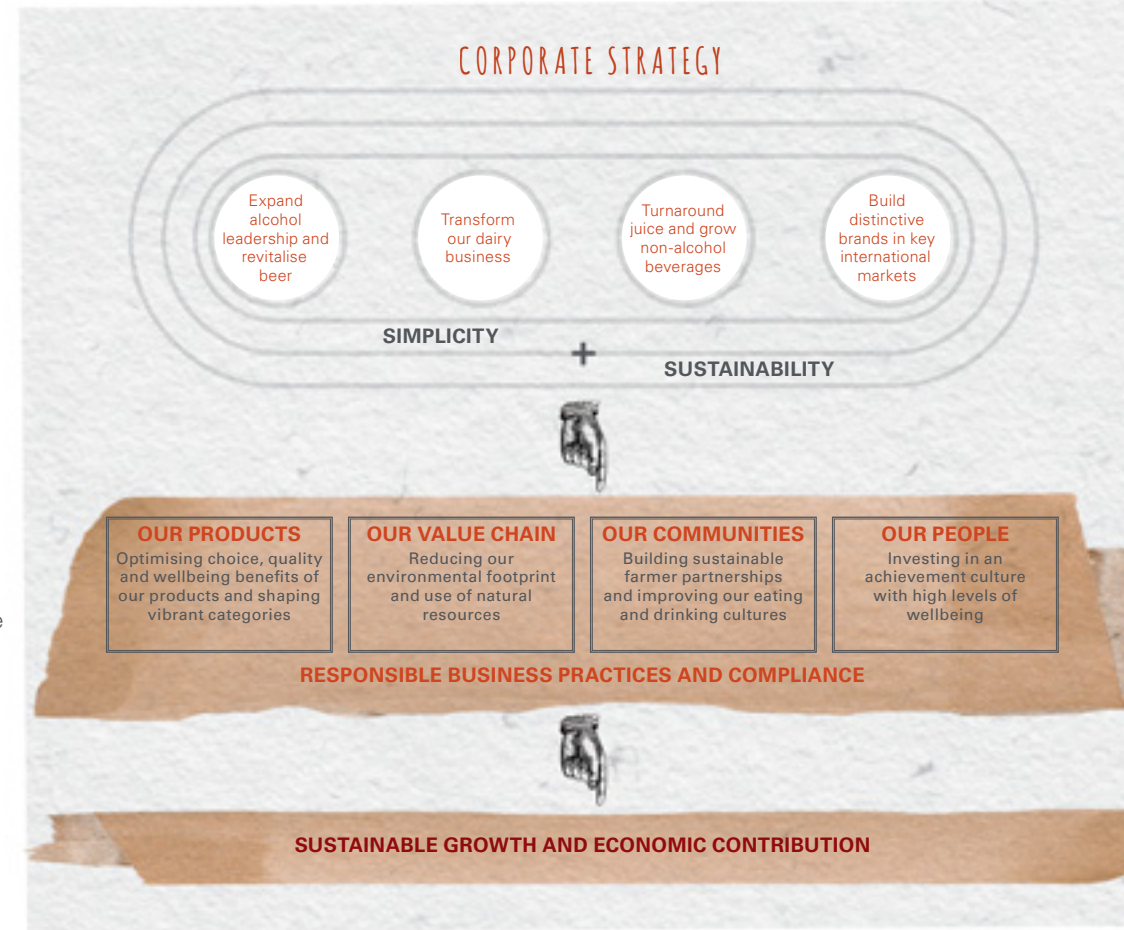 CORPORATE STRATEGY
Expand
alcohol
leadership and
revitalise
beer
Transform
our dairy
business
Turnaround
juice and grow
non-alcohol
beverages
Build
distinctive
brands in key
international
markets
SIMPLICITY
+
SUSTAINABILITY
OUR PRODUCTS
Optimising choice, quality
and wellbeing benefits of
our products and shaping
vibrant categories
OUR VALUE CHAIN
Reducing our
environmental footprint
and use of natural
resources
OUR COMMUNITIES
Building sustainable
farmer partnerships
and improving our eating
and drinking cultures
OUR PEOPLE
Investing in an
achievement culture
with high levels of
wellbeing
e
RESPONSIBLE BUSINESS PRACTICES AND COMPLIANCE
SUSTAINABLE GROWTH AND ECONOMIC CONTRIBUTION